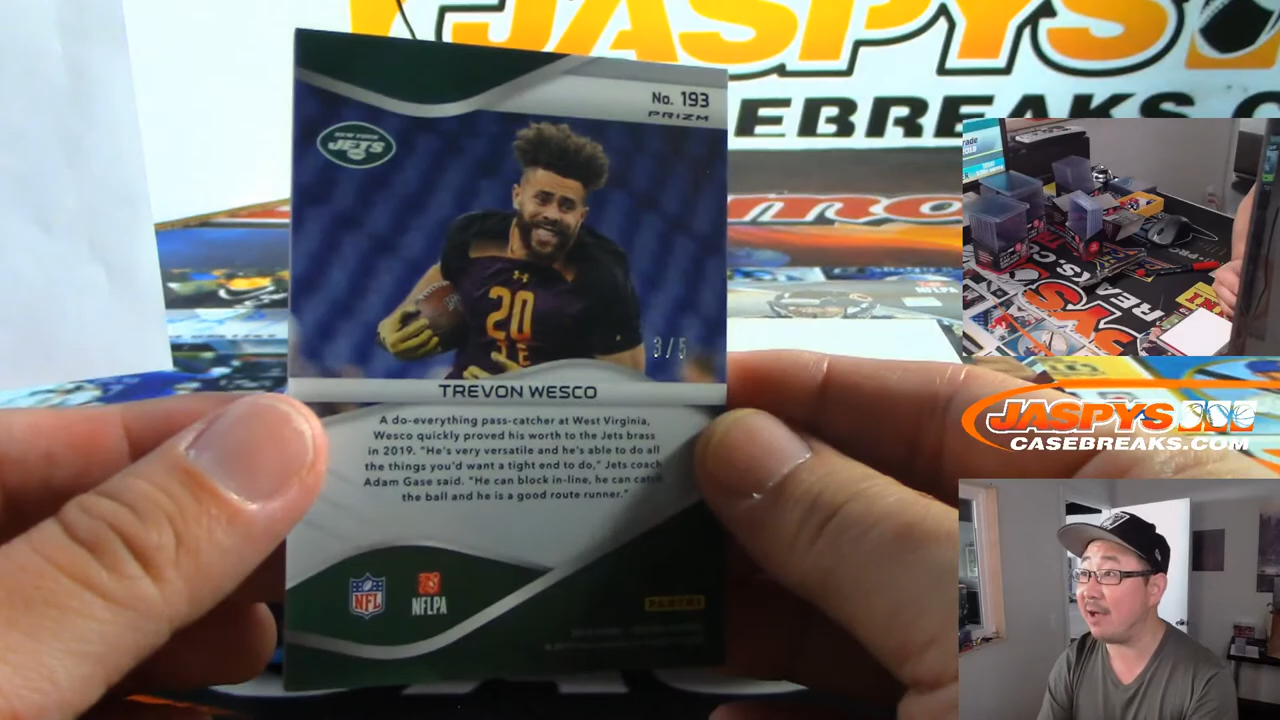 JASPYS
CASEBREAKS.C
No. 193
PRIZM
NEW YORK
JETS
20
3/5
TREVON WESCO
A do-everything pass-catcher at West Virginia,
Wesco quickly proved his worth to the Jets brass
in 2019. "He's very versatile and he's able to do all
the things you'd want a tight end to do," Jets coach
Adam Gase said. "He can block in-line, he can catch
the ball and he is a good route runner."
NFL
NFLPA
PANINI
JASPYS
CASEBREAKS.COM